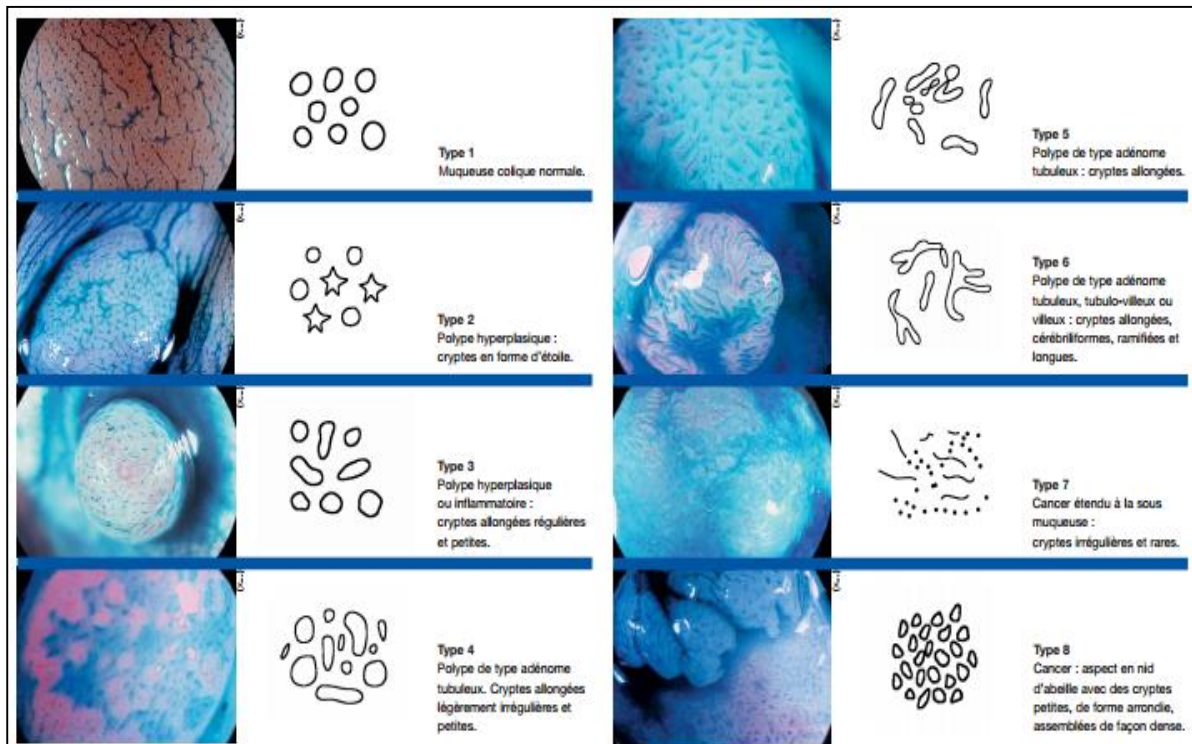 Type 1
Muqueuse colique normale.
Type 2
Polype hyperplasique :
cryptes en forme d'étoile.
Type 3
Polype hyperplasique
ou inflammatoire :
cryptes allongées régulières
et petites.
Type 4
Polype de type adénome
tubuleux. Cryptes allongées
légèrement irrégulières et
petites.
Type 5
Polype de type adénome
tubuleux : cryptes allongées.
Type 6
Polype de type adénome
tubuleux, tubulo-villeux ou
villeux : cryptes allongées,
cérébriliformes, ramifiées et
longues.
Type 7
Cancer étendu à la sous
muqueuse :
cryptes irrégulières et rares.
Type 8
Cancer : aspect en nid
d'abeille avec des cryptes
petites, de forme arrondie,
assemblées de façon dense.